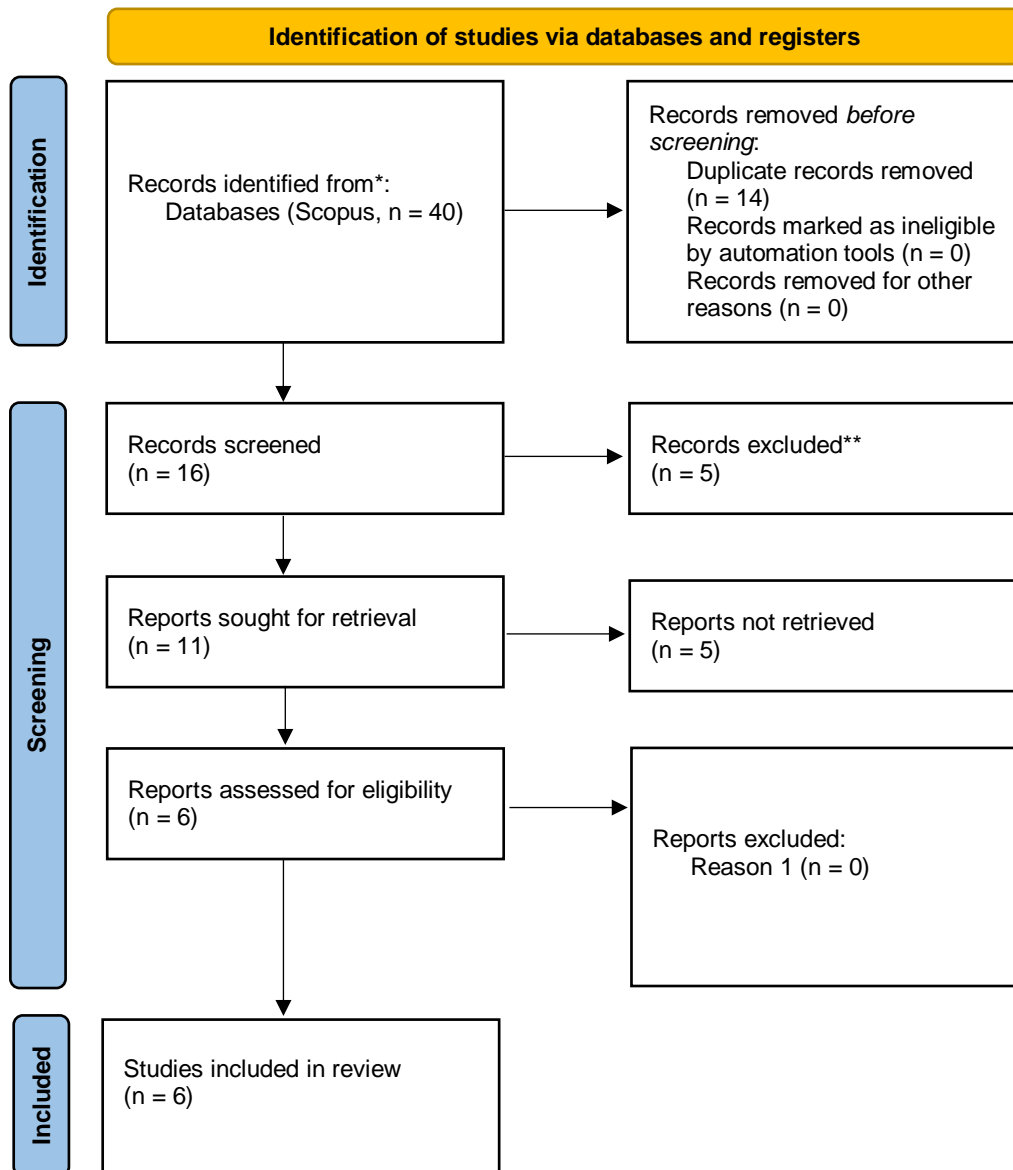 Identification of studies via databases and registers
Identification
Records identified from*:
Databases (Scopus, n = 40)
Records removed before
screening:
Duplicate records removed
(n = 14)
Records marked as ineligible
by automation tools (n = 0)
Records removed for other
reasons (n = 0)
Screening
Records screened
(n = 16)
Records excluded**
(n = 5)
Reports sought for retrieval
(n = 11)
Reports not retrieved
(n = 5)
Reports assessed for eligibility
(n = 6)
Reports excluded:
Reason 1 (n = 0)
Included
Studies included in review
(n = 6)